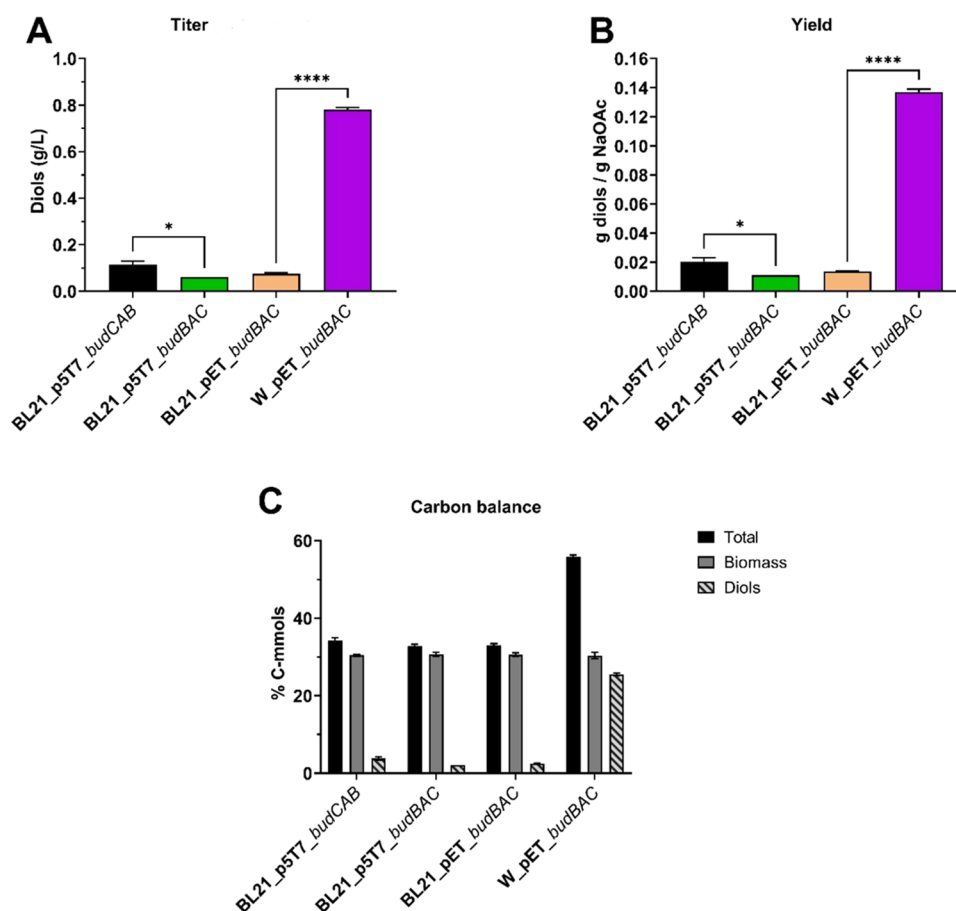 A
Titer
Diols (g/L)
1.0
0.8
0.6
0.4
0.2
0.0
*
****
BL21_p5T7_budCAB
BL21_p5T7_budBAC
BL21_pET_budBAC
W_pET_budBAC
B
Yield
g diols / g NaOAc
0.16
0.14
0.12
0.10
0.08
0.06
0.04
0.02
0.00
*
****
BL21_p5T7_budCAB
BL21_p5T7_budBAC
BL21_pET_budBAC
W_pET_budBAC
C
Carbon balance
% C-mmols
60
40
20
0
BL21_p5T7_budCAB
BL21_p5T7_budBAC
BL21_pET_budBAC
W_pET_budBAC
Total
Biomass
Diols